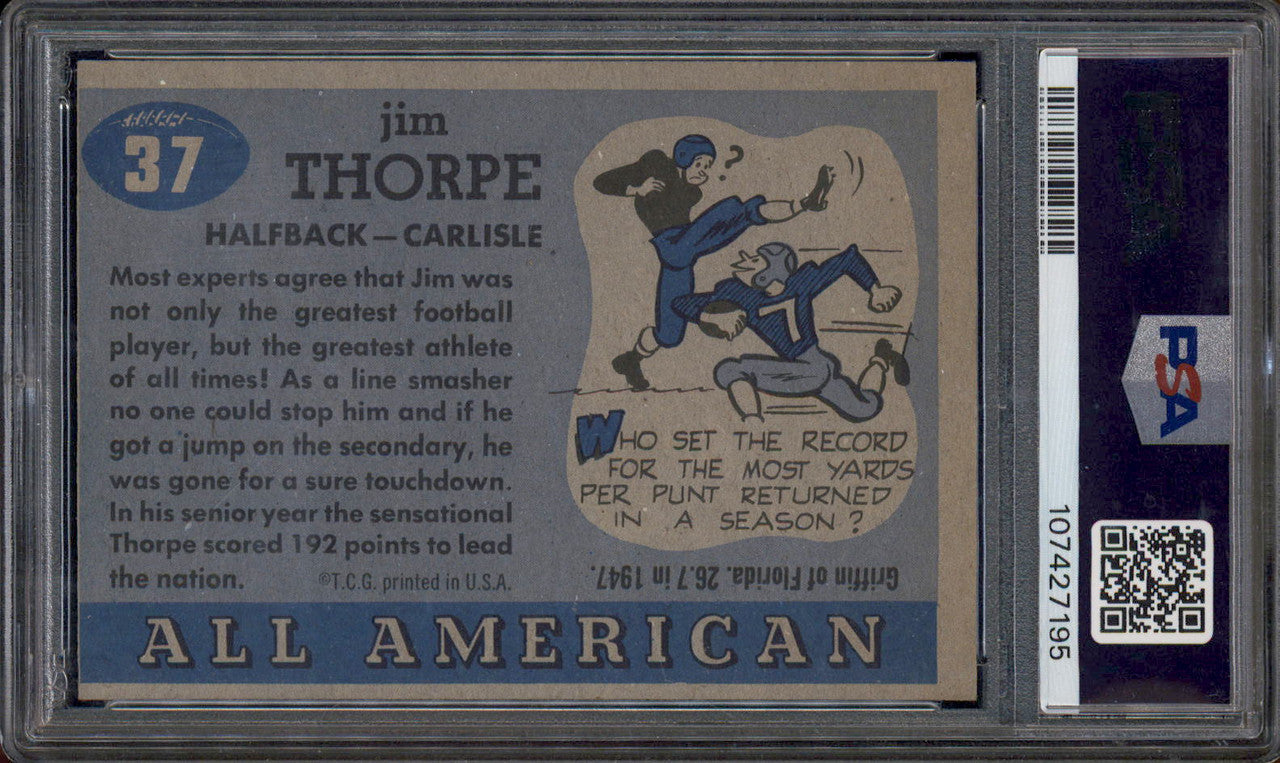 37
jim
THORPE
HALFBACK — CARLISLE
Most experts agree that Jim was
not only the greatest football
player, but the greatest athlete
of all times! As a line smasher
no one could stop him and if he
got a jump on the secondary, he
was gone for a sure touchdown.
In his senior year the sensational
Thorpe scored 192 points to lead
the nation.
©T.C.G. printed in U.S.A.
?
7
WHO SET THE RECORD
FOR THE MOST YARDS
PER PUNT RETURNED
IN A SEASON?
Griffin of Florida. 26.7 in 1947.
ALL AMERICAN
PSA
107427195